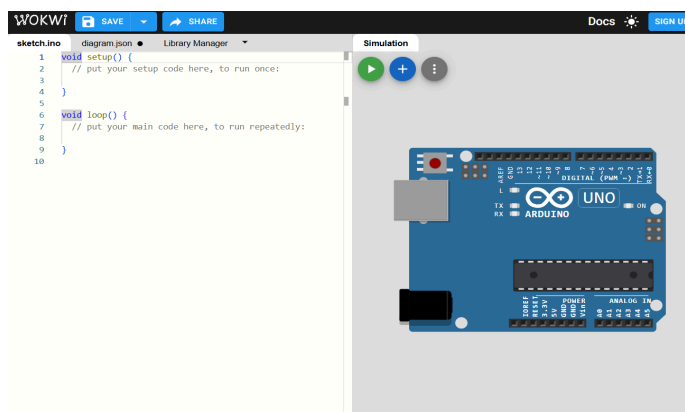 WOKWI SAVE SHARE Docs SIGN U
sketch.ino diagram.json Library Manager Simulation
1 void setup() {
2 // put your setup code here, to run once:
3
4 }
5
6 void loop() {
7 // put your main code here, to run repeatedly:
8
9 }
10
AREF
GND
13
12
~11
~10
~9
8
7
~6
~5
4
~3
2
TX→1
RX←0
DIGITAL (PWM ~)
L
TX
RX
ARDUINO
UNO
ON
IOREF
RESET
3.3V
5V
GND
GND
Vin
POWER
ANALOG IN
A0
A1
A2
A3
A4
A5